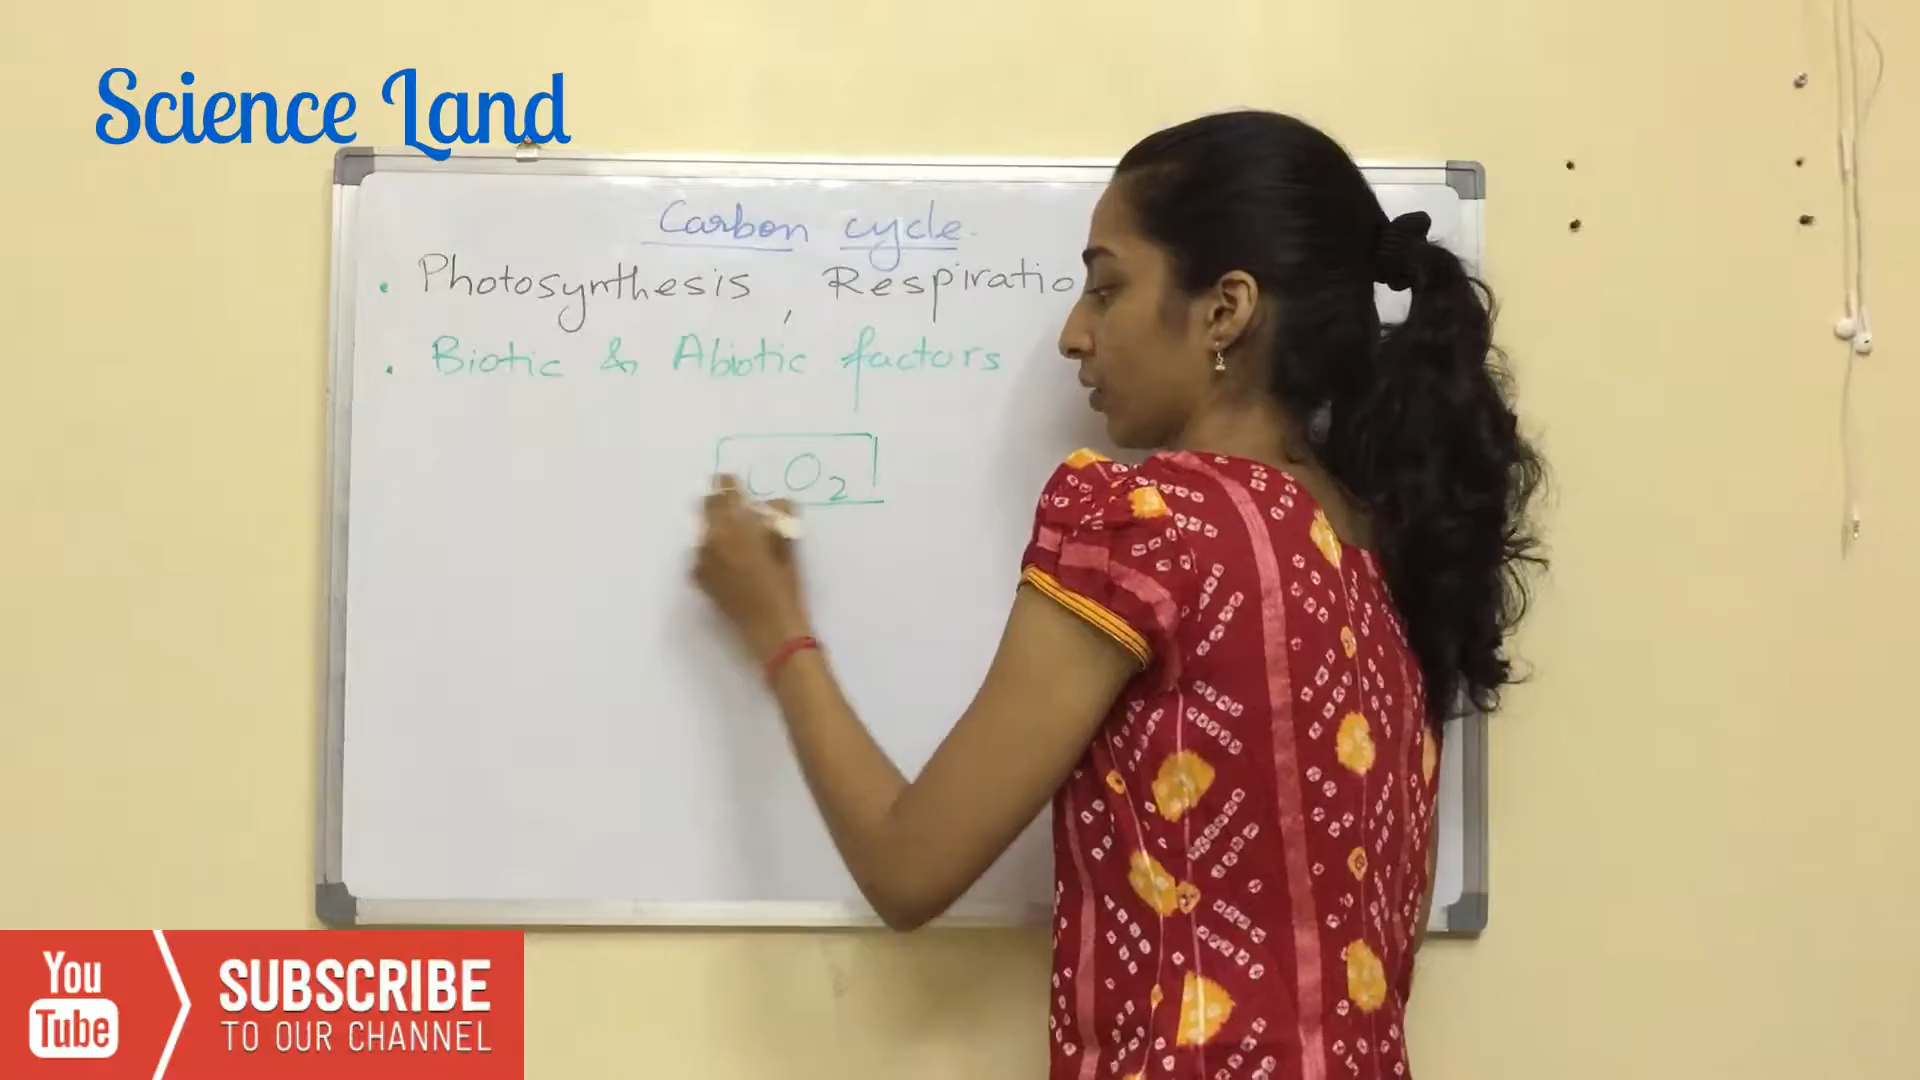 Science Land
Carbon cycle.
• Photosynthesis, Respiratio
• Biotic & Abiotic factors
CO2
You
Tube
SUBSCRIBE
TO OUR CHANNEL